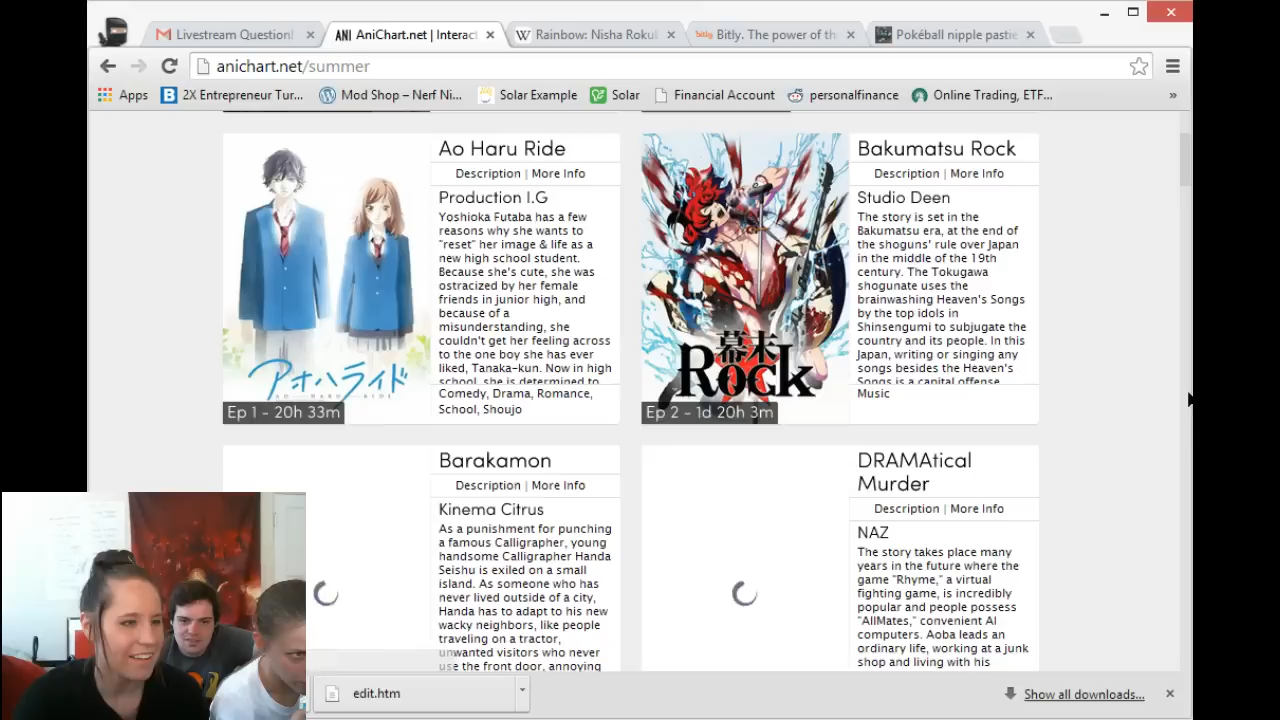 Livestream Question!
AniChart.net | Interact
Rainbow: Nisha Rokul
Bitly. The power of th
Pokéball nipple pastie
anichart.net/summer
Apps
2X Entrepreneur Tur...
Mod Shop – Nerf Ni...
Solar Example
Solar
Financial Account
personalfinance
Online Trading, ETF...
»
Ao Haru Ride
Description | More Info
Production I.G
Yoshioka Futaba has a few
reasons why she wants to
"reset" her image & life as a
new high school student.
Because she's cute, she was
ostracized by her female
friends in junior high, and
because of a
misunderstanding, she
couldn't get her feeling across
to the one boy she has ever
liked, Tanaka-kun. Now in high
school, she is determined to
Comedy, Drama, Romance,
School, Shoujo
アオハライド
AO HARU RIDE
Ep 1 - 20h 33m
Bakumatsu Rock
Description | More Info
Studio Deen
The story is set in the
Bakumatsu era, at the end of
the shoguns' rule over Japan
in the middle of the 19th
century. The Tokugawa
shogunate uses the
brainwashing Heaven's Songs
by the top idols in
Shinsengumi to subjugate the
country and its people. In this
Japan, writing or singing any
songs besides the Heaven's
Songs is a capital offense.
Music
幕末
Rock
Ep 2 - 1d 20h 3m
Barakamon
Description | More Info
Kinema Citrus
As a punishment for punching
a famous Calligrapher, young
handsome Calligrapher Handa
Seishu is exiled on a small
island. As someone who has
never lived outside of a city,
Handa has to adapt to his new
wacky neighbors, like people
traveling on a tractor,
unwanted visitors who never
use the front door, annoying
DRAMAtical
Murder
Description | More Info
NAZ
The story takes place many
years in the future where the
game "Rhyme," a virtual
fighting game, is incredibly
popular and people possess
"AllMates," convenient AI
computers. Aoba leads an
ordinary life, working at a junk
shop and living with his
edit.htm
Show all downloads...